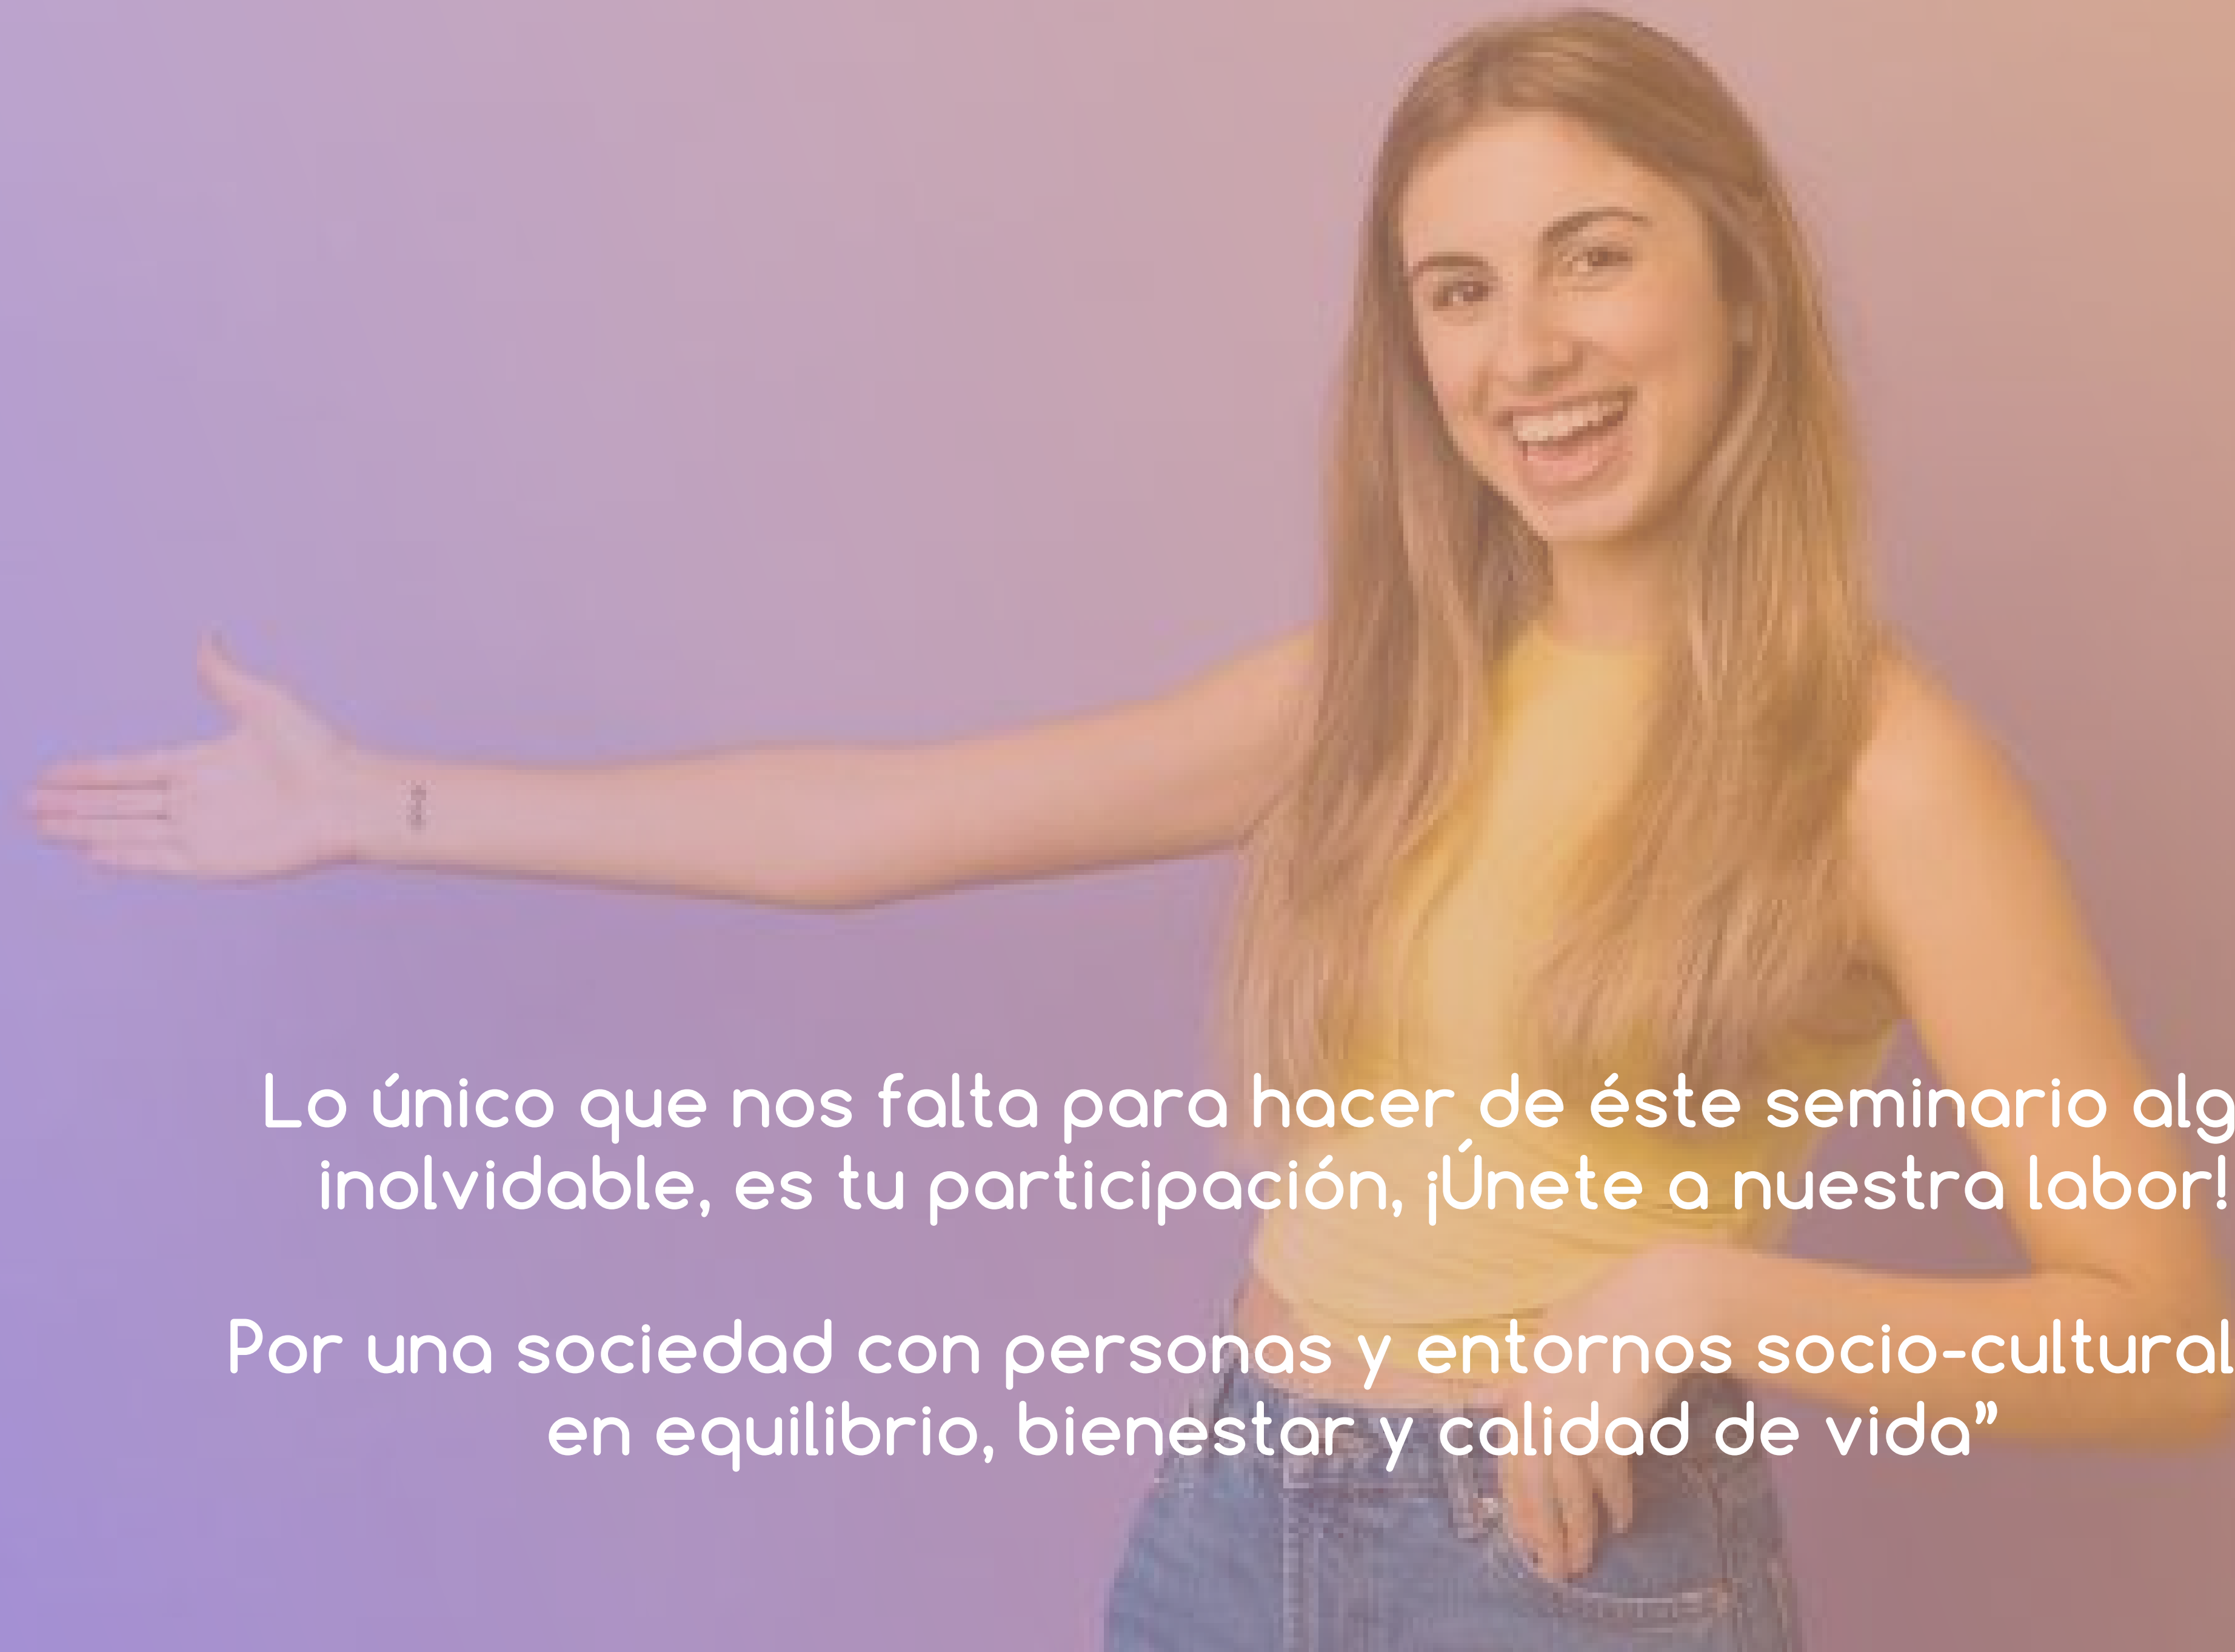 Lo único que nos falta para hacer de éste seminario alg
inolvidable, es tu participación, ¡Únete a nuestra labor!
Por una sociedad con personas y entornos socio-cultural
en equilibrio, bienestar y calidad de vida”